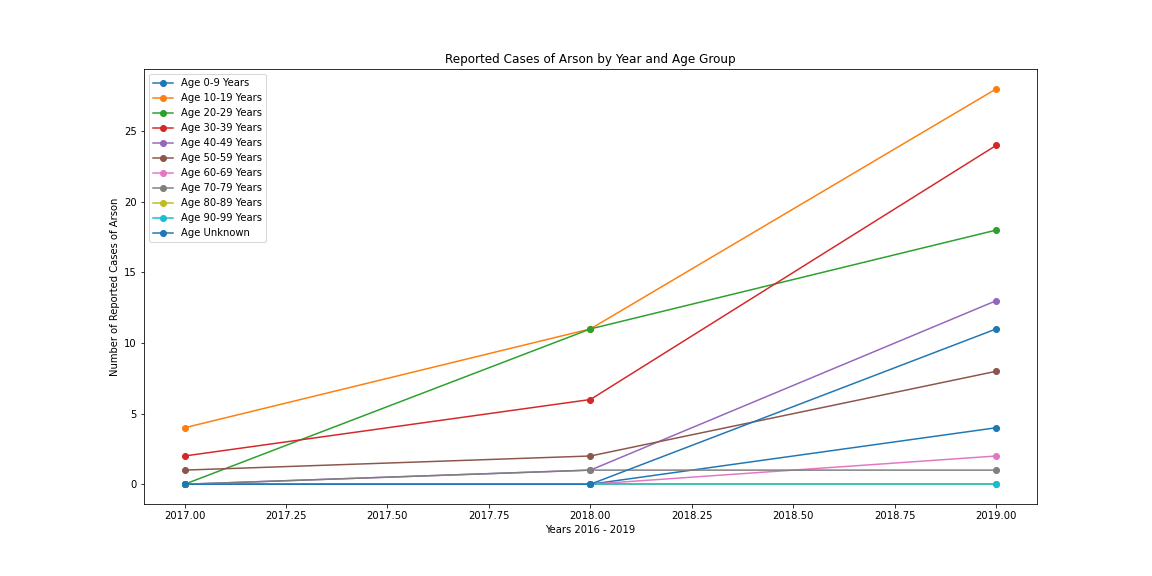 Reported Cases of Arson by Year and Age Group
Age 0-9 Years
Age 10-19 Years
Age 20-29 Years
Age 30-39 Years
Age 40-49 Years
Age 50-59 Years
Age 60-69 Years
Age 70-79 Years
Age 80-89 Years
Age 90-99 Years
Age Unknown
Number of Reported Cases of Arson
25
20
15
10
5
0
2017.00 2017.25 2017.50 2017.75 2018.00 2018.25 2018.50 2018.75 2019.00
Years 2016 - 2019